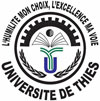 L'HUMILITE MON CHOIX, L'EXCELLENCE MA VOIE
UNIVERSITE DE THIES